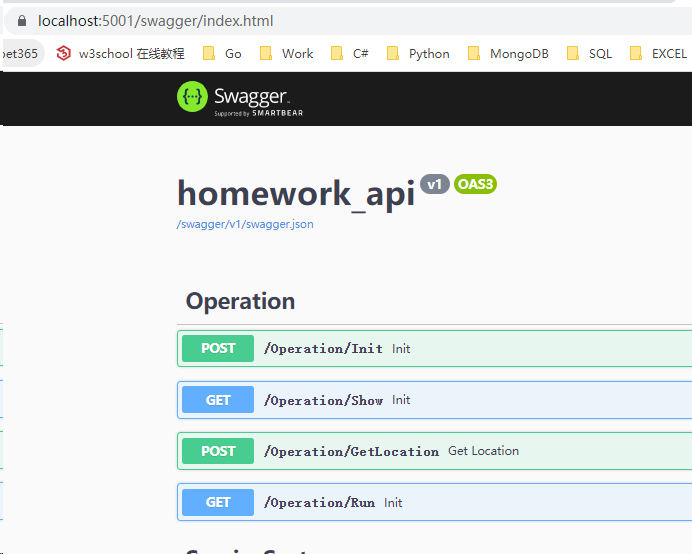 localhost:5001/swagger/index.html
bet365 w3school 在线教程 Go Work C# Python MongoDB SQL EXCEL
Swagger
Supported by SMARTBEAR
homework_api v1 OAS3
/swagger/v1/swagger.json
Operation
POST /Operation/Init Init
GET /Operation/Show Init
POST /Operation/GetLocation Get Location
GET /Operation/Run Init